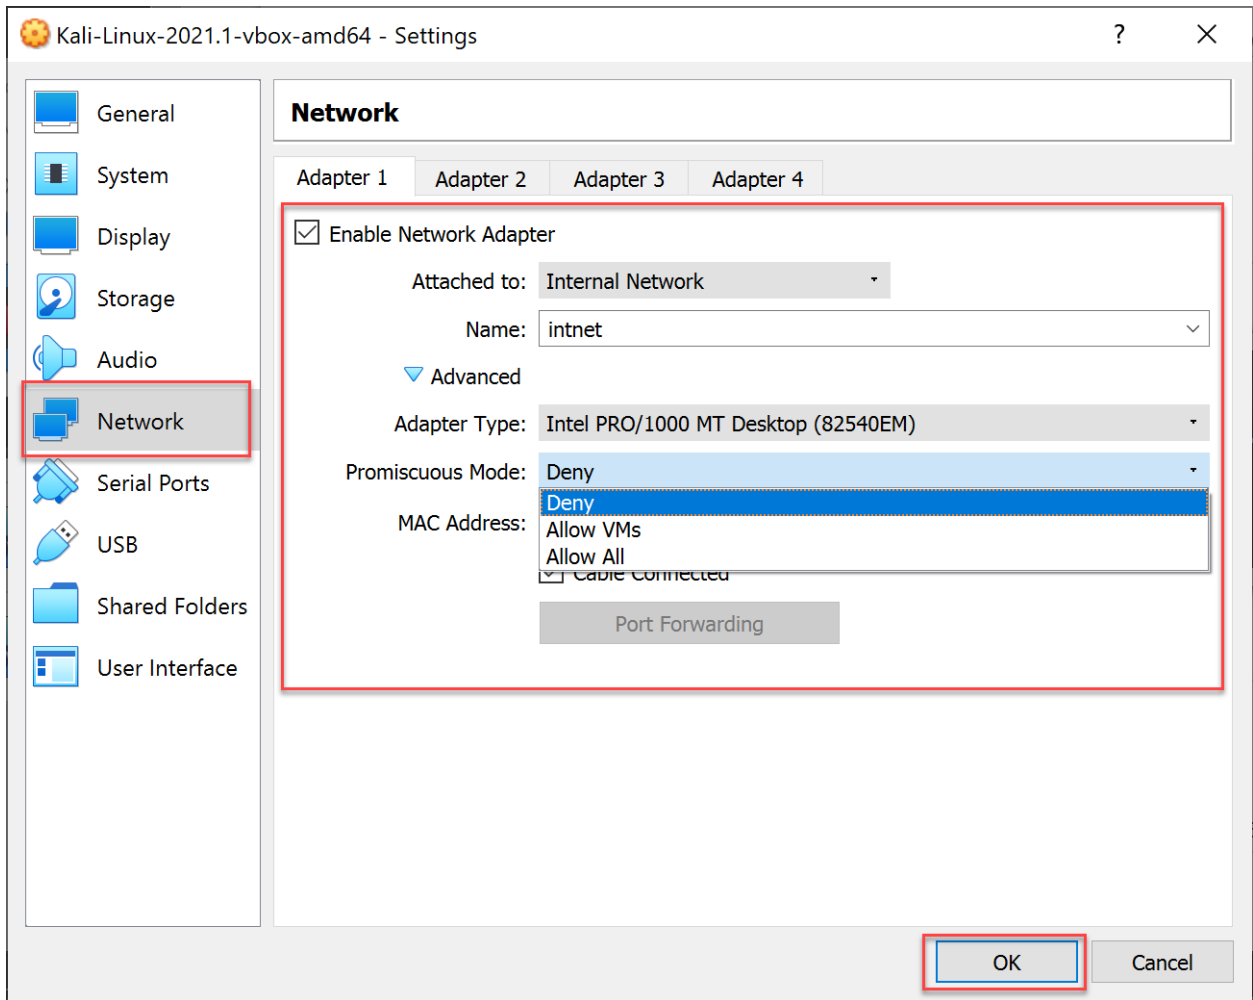 Kali-Linux-2021.1-vbox-amd64 - Settings
?
General
System
Display
Storage
Audio
Network
Serial Ports
USB
Shared Folders
User Interface
Network
Adapter 1
Adapter 2
Adapter 3
Adapter 4
Enable Network Adapter
Attached to: Internal Network
Name: intnet
Advanced
Adapter Type: Intel PRO/1000 MT Desktop (82540EM)
Promiscuous Mode: Deny
Deny
Allow VMs
Allow All
MAC Address:
Cable Connected
Port Forwarding
OK
Cancel